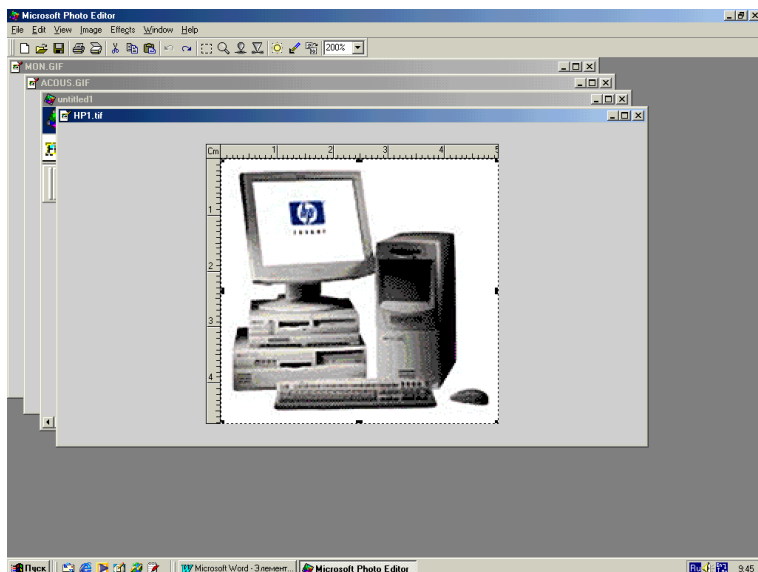 Microsoft Photo Editor
File Edit View Image Effects Window Help
200%
MON.GIF
ACOUS.GIF
untitled1
HP1.tif
Cm 1 2 3 4 5
1
hp
invent
2
3
4
Пуск Microsoft Word - Элемент... Microsoft Photo Editor Ru 9:45